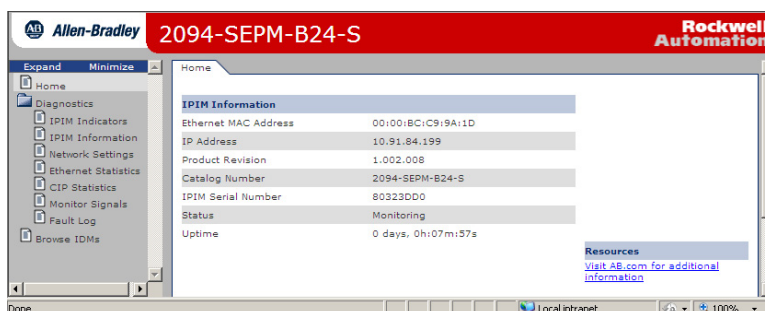 AB Allen-Bradley 2094-SEPM-B24-S Rockwell
Automation
Expand Minimize
Home
Diagnostics
IPIM Indicators
IPIM Information
Network Settings
Ethernet Statistics
CIP Statistics
Monitor Signals
Fault Log
Browse IDMs
Home
IPIM Information
Ethernet MAC Address 00:00:BC:C9:9A:1D
IP Address 10.91.84.199
Product Revision 1.002.008
Catalog Number 2094-SEPM-B24-S
IPIM Serial Number 80323DD0
Status Monitoring
Uptime 0 days, 0h:07m:57s
Resources
Visit AB.com for additional
information
Done Local intranet 100%